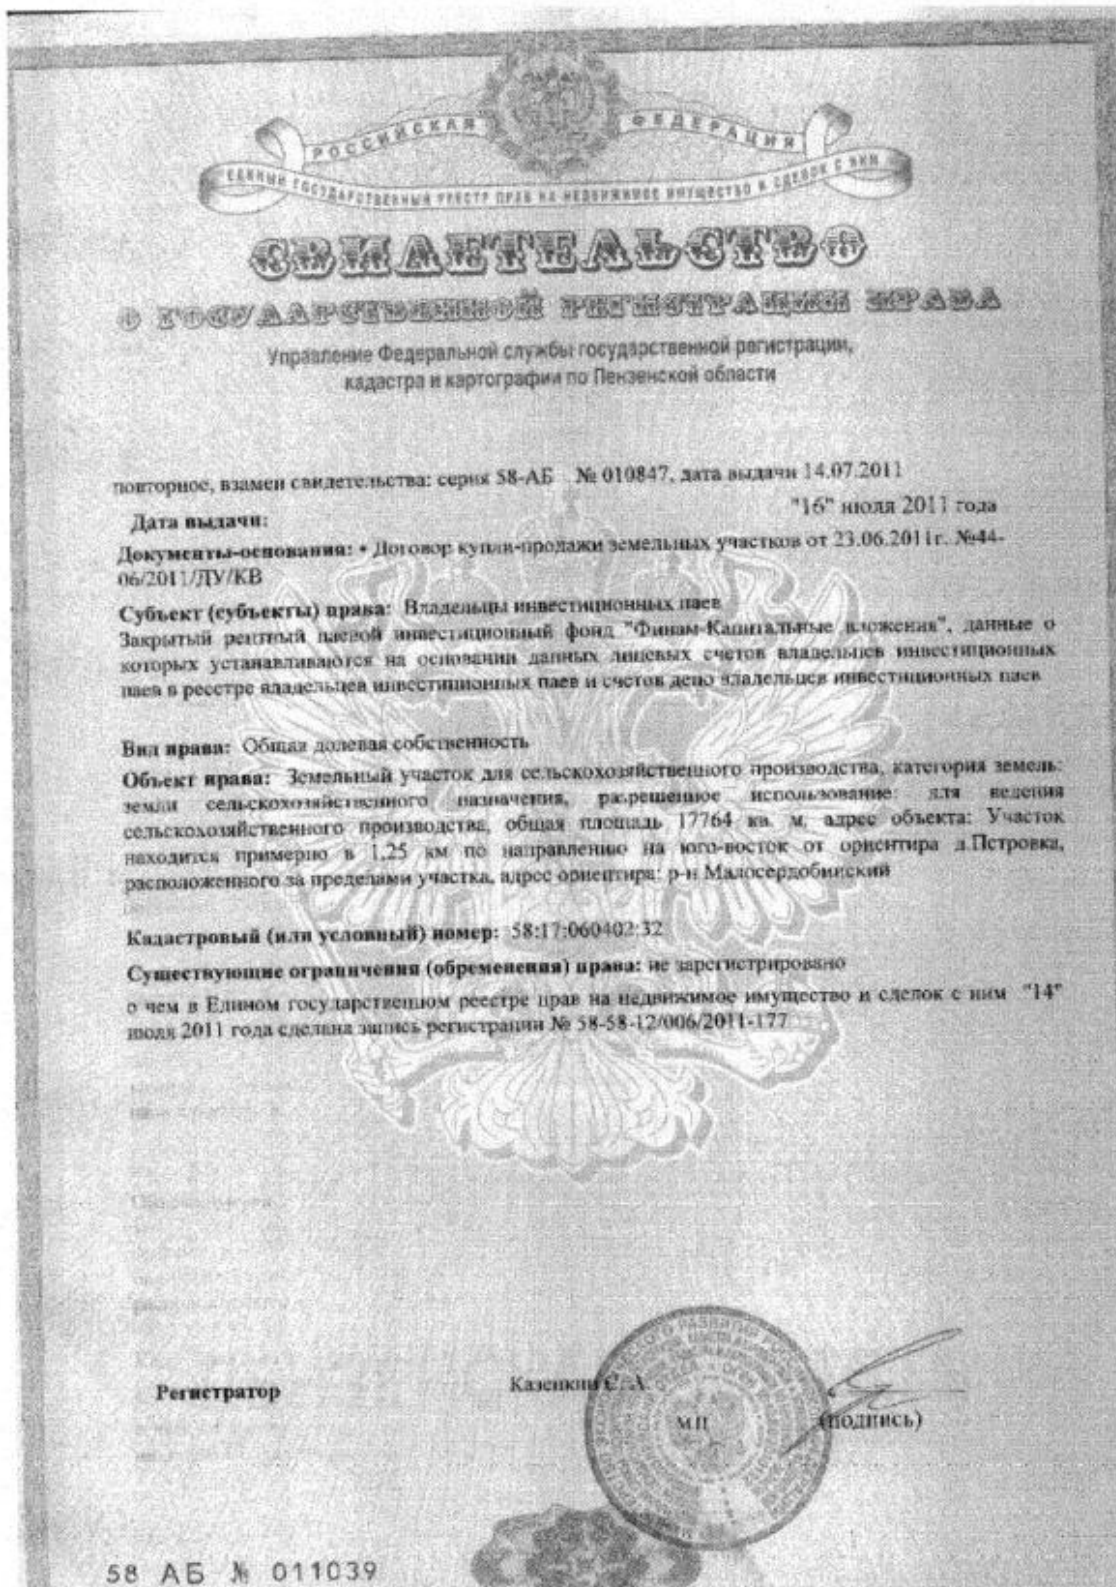 РОССИЙСКАЯ ФЕДЕРАЦИЯ
ЕДИНЫЙ ГОСУДАРСТВЕННЫЙ РЕЕСТР ПРАВ НА НЕДВИЖИМОЕ ИМУЩЕСТВО И СДЕЛОК С НИМ
СВИДЕТЕЛЬСТВО
О ГОСУДАРСТВЕННОЙ РЕГИСТРАЦИИ ПРАВА
Управление Федеральной службы государственной регистрации,
кадастра и картографии по Пензенской области
повторное, взамен свидетельства: серия 58-АБ № 010847, дата выдачи 14.07.2011
Дата выдачи: "16" июля 2011 года
Документы-основания: • Договор купли-продажи земельных участков от 23.06.2011г. №44-
06/2011/ДУ/КВ
Субъект (субъекты) права: Владельцы инвестиционных паев
Закрытый рентный паевой инвестиционный фонд "Финам-Капитальные вложения", данные о
которых устанавливаются на основании данных лицевых счетов владельцев инвестиционных
паев в реестре владельцев инвестиционных паев и счетов депо владельцев инвестиционных паев
Вид права: Общая долевая собственность
Объект права: Земельный участок для сельскохозяйственного производства, категория земель:
земли сельскохозяйственного назначения, разрешенное использование: для ведения
сельскохозяйственного производства, общая площадь 17764 кв. м, адрес объекта: Участок
находится примерно в 1,25 км по направлению на юго-восток от ориентира д.Петровка,
расположенного за пределами участка, адрес ориентира: р-н Малосердобинский
Кадастровый (или условный) номер: 58:17:060402:32
Существующие ограничения (обременения) права: не зарегистрировано
о чем в Едином государственном реестре прав на недвижимое имущество и сделок с ним "14"
июля 2011 года сделана запись регистрации № 58-58-12/006/2011-177
Регистратор Казенкин С. А.
МП
(подпись)
58 АБ № 011039